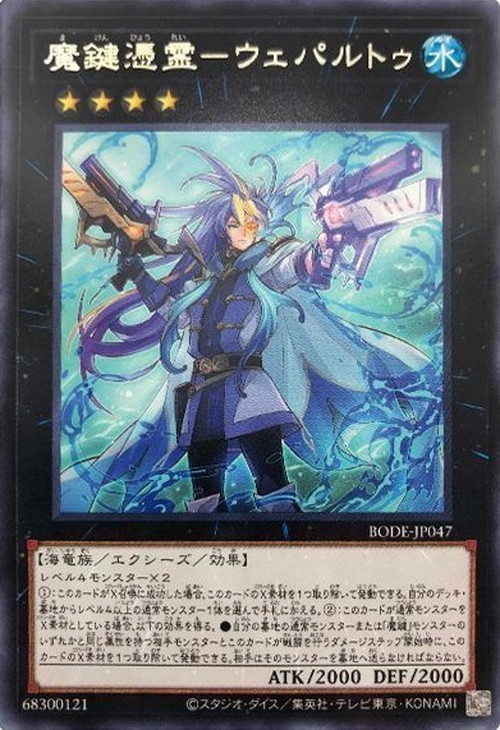 魔鍵憑霊－ウェパルトゥ
水
BODE-JP047
【海竜族／エクシーズ／効果】
レベル４モンスター×２
①：このカードがX召喚に成功した場合、このカードのX素材を１つ取り除いて発動できる。自分のデッキ・
墓地からレベル４以上の通常モンスター１体を選んで手札に加える。②：このカードが通常モンスターを
X素材としている場合、以下の効果を得る。●自分の墓地の通常モンスターまたは「魔鍵」モンスターの
いずれかと同じ属性を持つ相手モンスターとこのカードが戦闘を行うダメージステップ開始時に、この
カードのX素材を１つ取り除いて発動できる。相手はそのモンスターを墓地へ送らなければならない。
ATK/2000 DEF/2000
68300121
©スタジオ・ダイス／集英社・テレビ東京・KONAMI